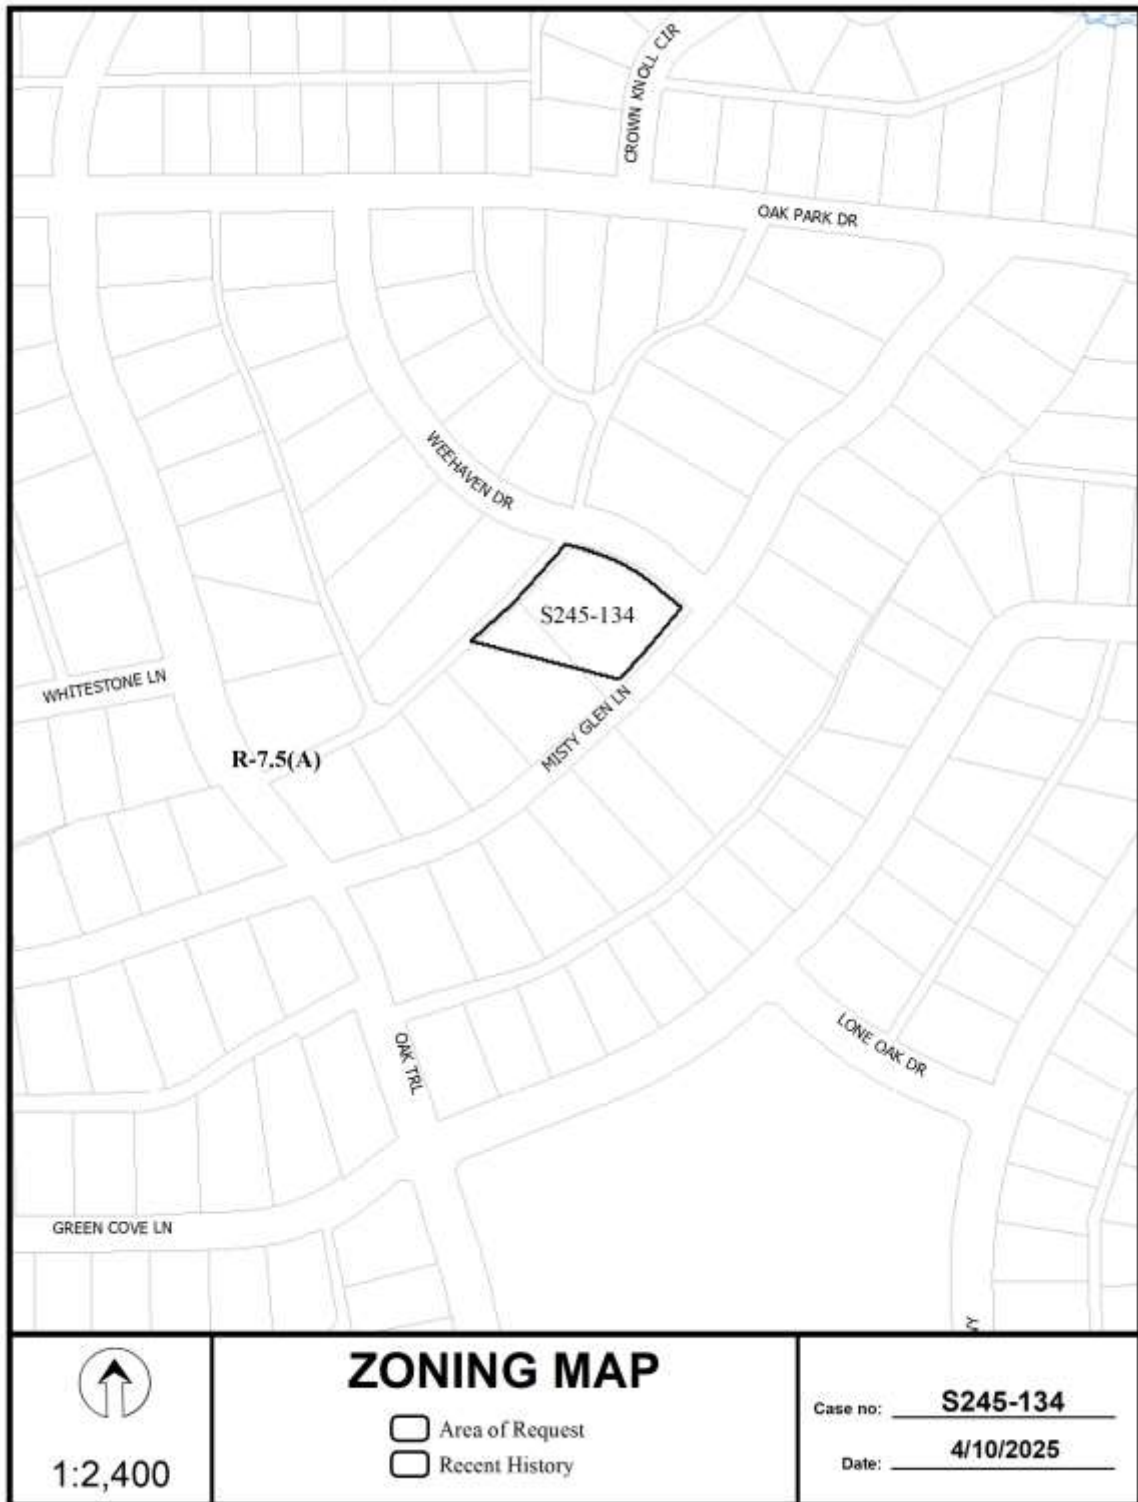 CROWN KNOLL CIR
OAK PARK DR
WEEHAVEN DR
S245-134
WHITESTONE LN
MISTY GLEN LN
R-7.5(A)
OAK TRL
LONE OAK DR
GREEN COVE LN
1:2,400
ZONING MAP
Area of Request
Recent History
Case no: S245-134
Date: 4/10/2025